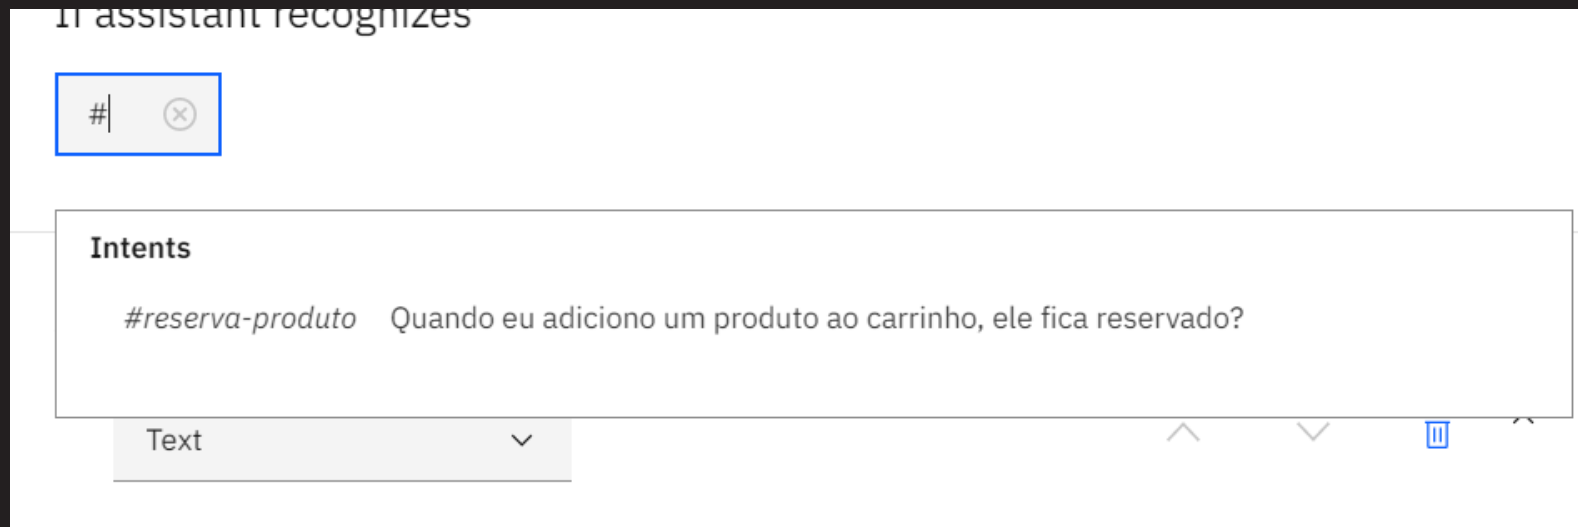 If assistant recognizes
#
Intents
#reserva-produto Quando eu adiciono um produto ao carrinho, ele fica reservado?
Text